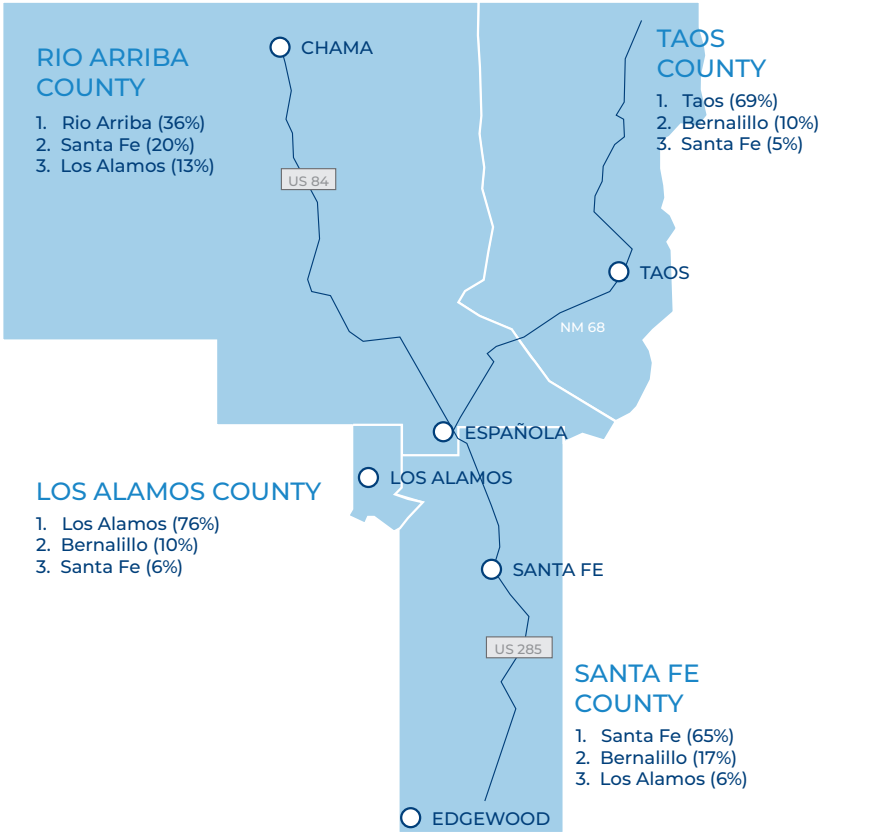 CHAMA
RIO ARRIBA
COUNTY
1. Rio Arriba (36%)
2. Santa Fe (20%)
3. Los Alamos (13%)
US 84
TAOS
COUNTY
1. Taos (69%)
2. Bernalillo (10%)
3. Santa Fe (5%)
TAOS
NM 68
ESPAÑOLA
LOS ALAMOS
LOS ALAMOS COUNTY
1. Los Alamos (76%)
2. Bernalillo (10%)
3. Santa Fe (6%)
SANTA FE
US 285
SANTA FE
COUNTY
1. Santa Fe (65%)
2. Bernalillo (17%)
3. Los Alamos (6%)
EDGEWOOD